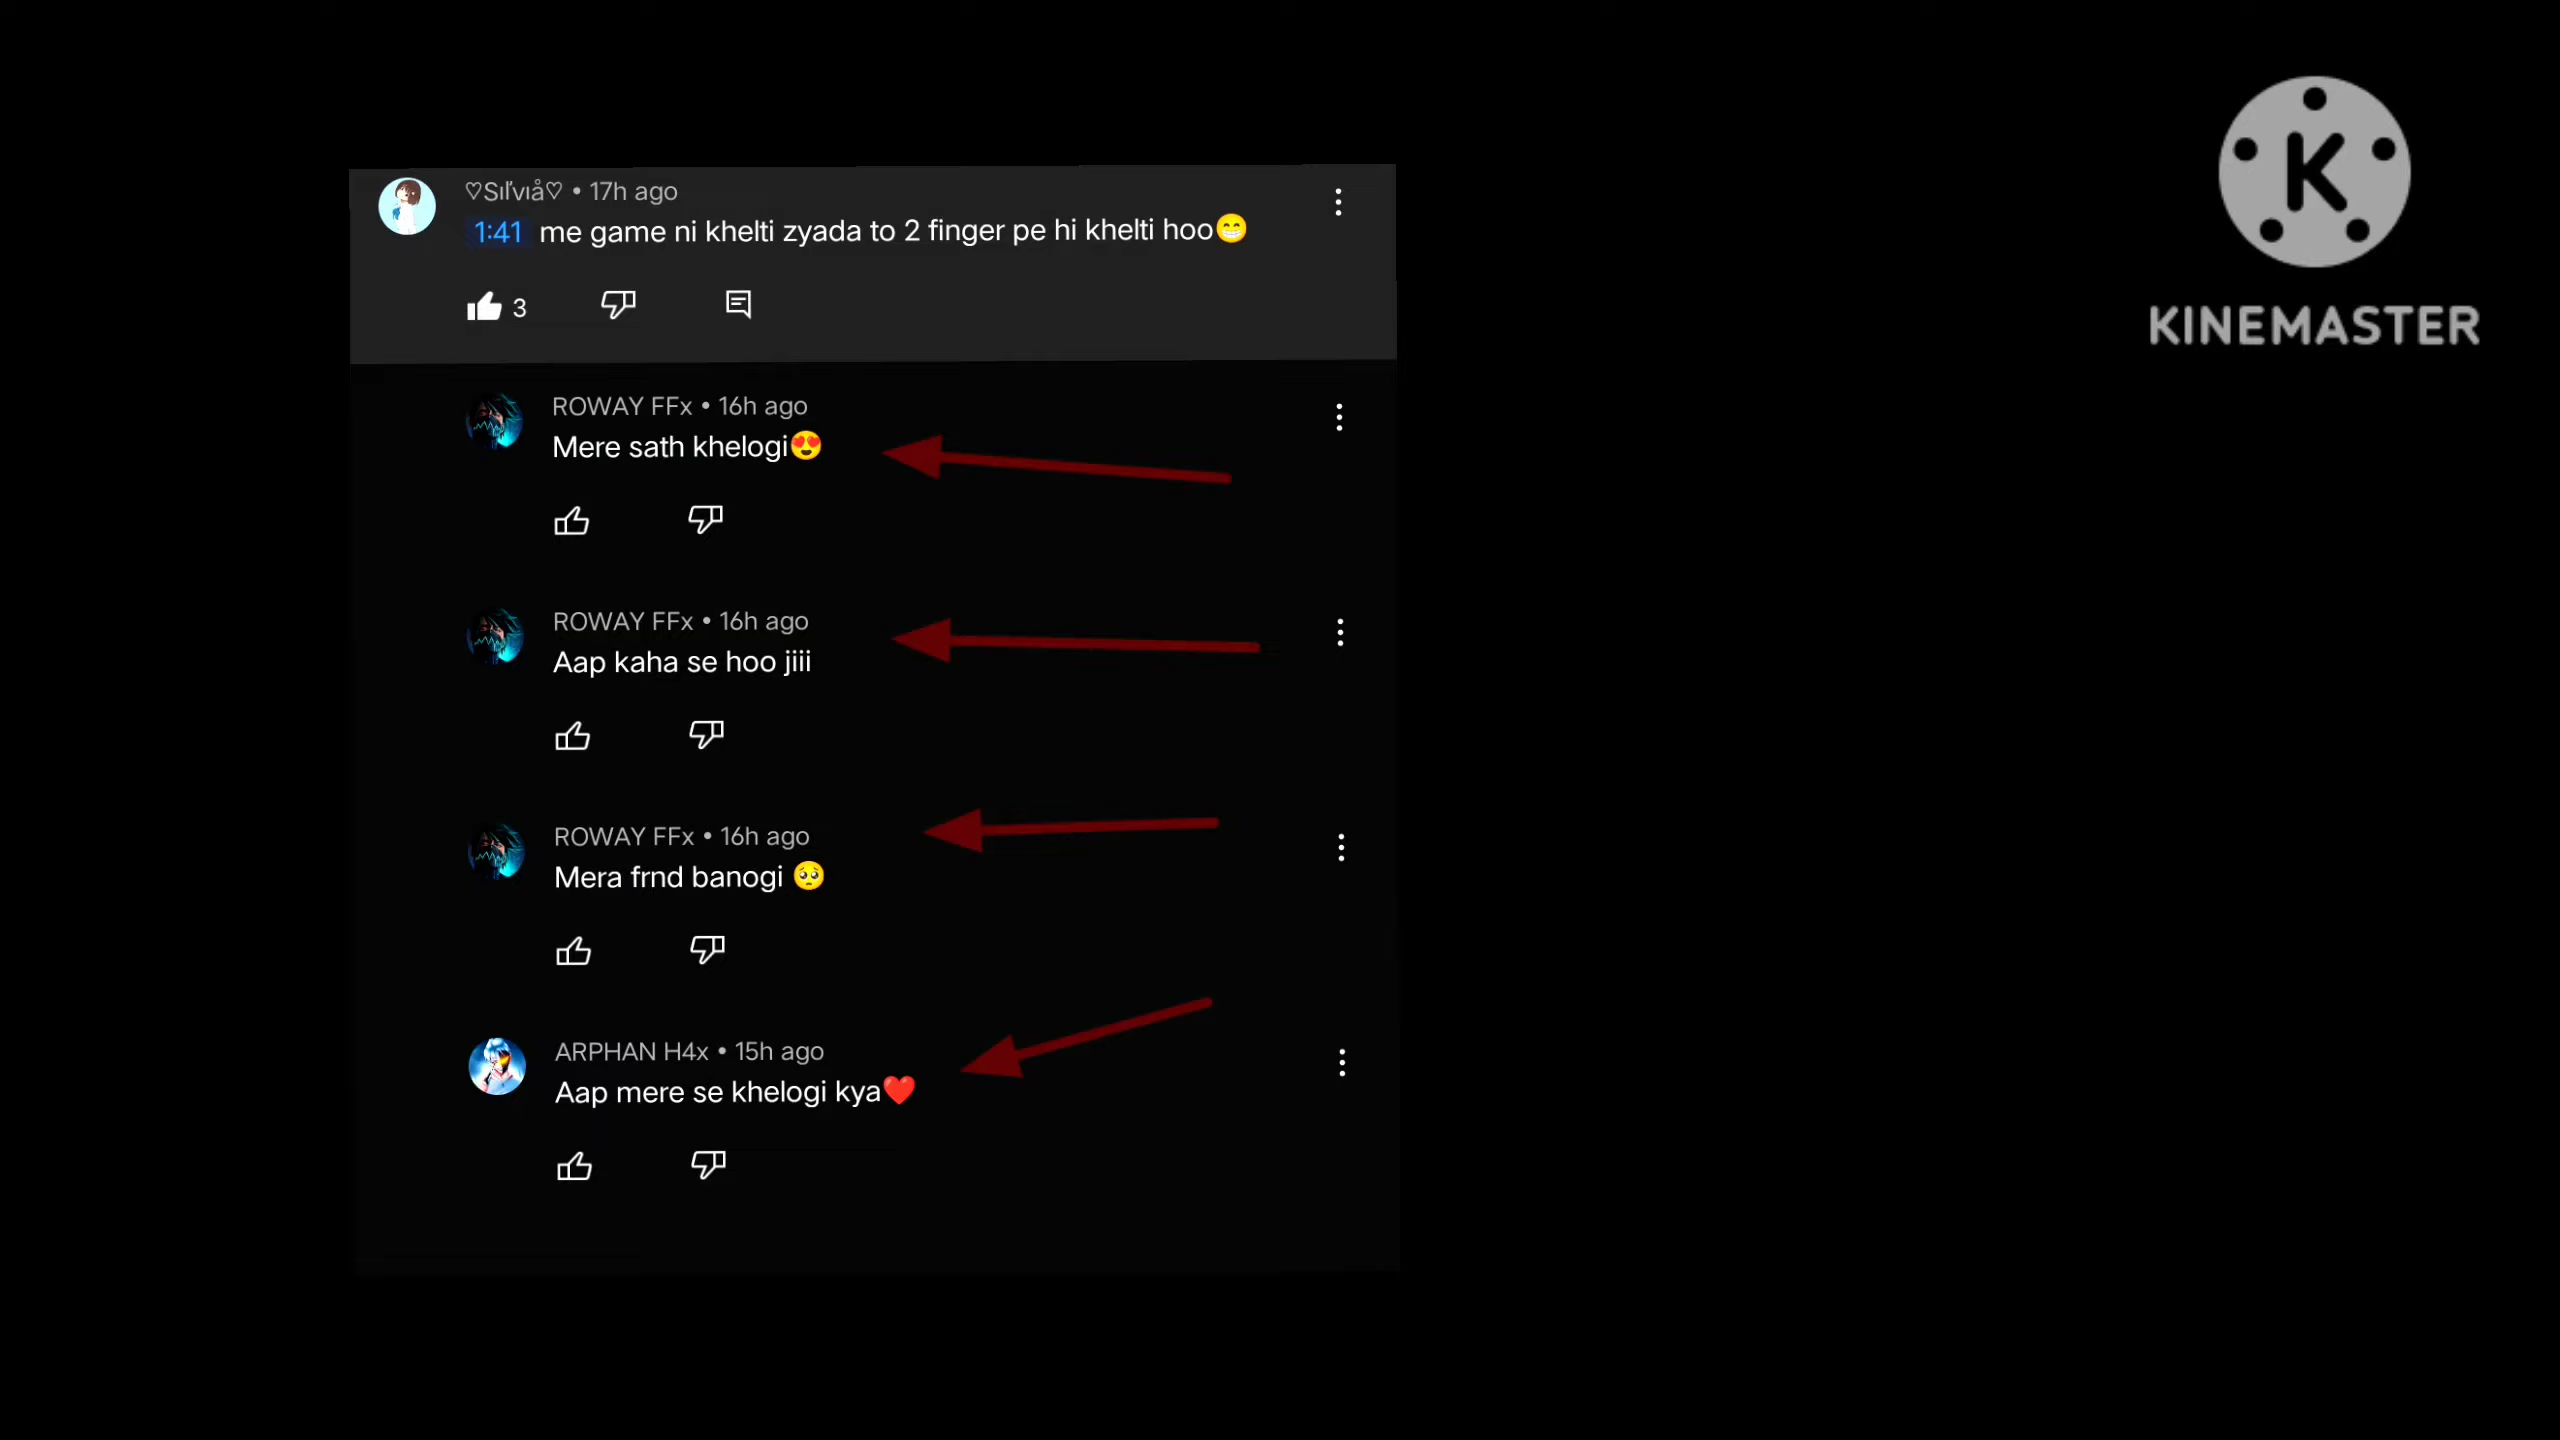 ♡Sıľvıå♡ • 17h ago
1:41 me game ni khelti zyada to 2 finger pe hi khelti hoo😁
3
ROWAY FFx • 16h ago
Mere sath khelogi😍
ROWAY FFx • 16h ago
Aap kaha se hoo jiii
ROWAY FFx • 16h ago
Mera frnd banogi 🥺
ARPHAN H4x • 15h ago
Aap mere se khelogi kya❤️
K
KINEMASTER